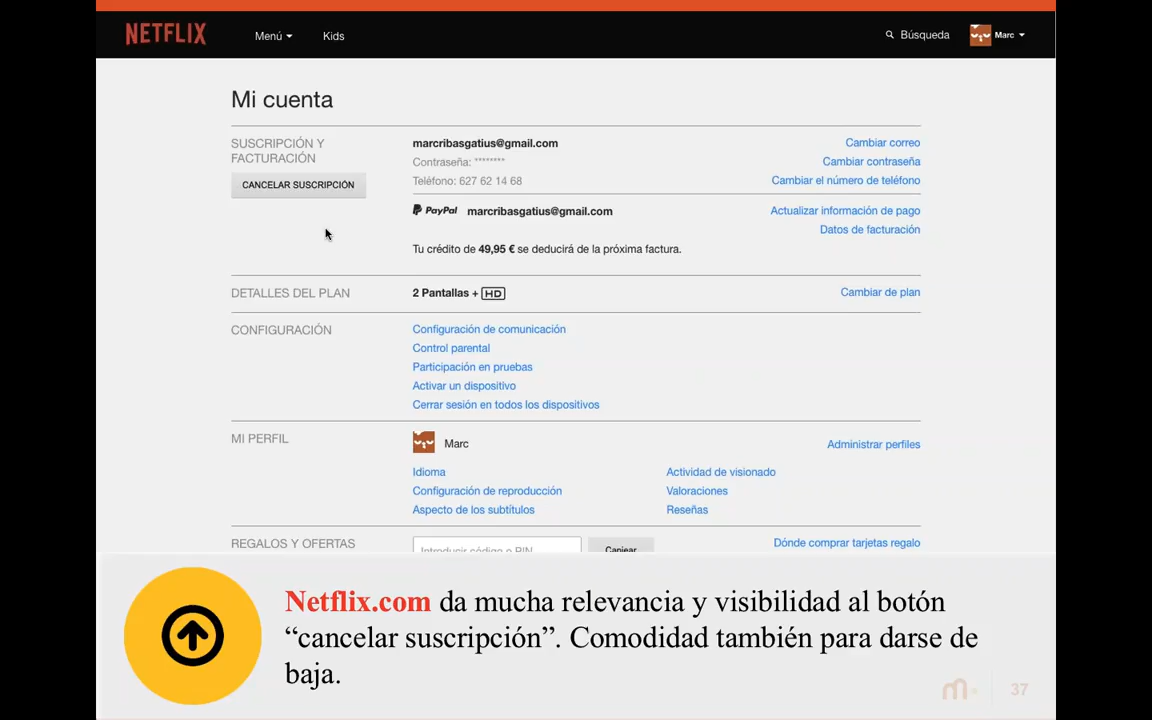 NETFLIX
Menú
Kids
Búsqueda
Marc
Mi cuenta
SUSCRIPCIÓN Y
FACTURACIÓN
CANCELAR SUSCRIPCIÓN
marcribasgatius@gmail.com
Cambiar correo
Contraseña: ********
Cambiar contraseña
Teléfono: 627 62 14 68
Cambiar el número de teléfono
PayPal marcribasgatius@gmail.com
Actualizar información de pago
Datos de facturación
Tu crédito de 49,95 € se deducirá de la próxima factura.
DETALLES DEL PLAN
2 Pantallas + HD
Cambiar de plan
CONFIGURACIÓN
Configuración de comunicación
Control parental
Participación en pruebas
Activar un dispositivo
Cerrar sesión en todos los dispositivos
MI PERFIL
Marc
Administrar perfiles
Idioma
Actividad de visionado
Configuración de reproducción
Valoraciones
Aspecto de los subtítulos
Reseñas
REGALOS Y OFERTAS
Introducir código o PIN
Canjear
Dónde comprar tarjetas regalo
Netflix.com da mucha relevancia y visibilidad al botón
“cancelar suscripción”. Comodidad también para darse de
baja.
37